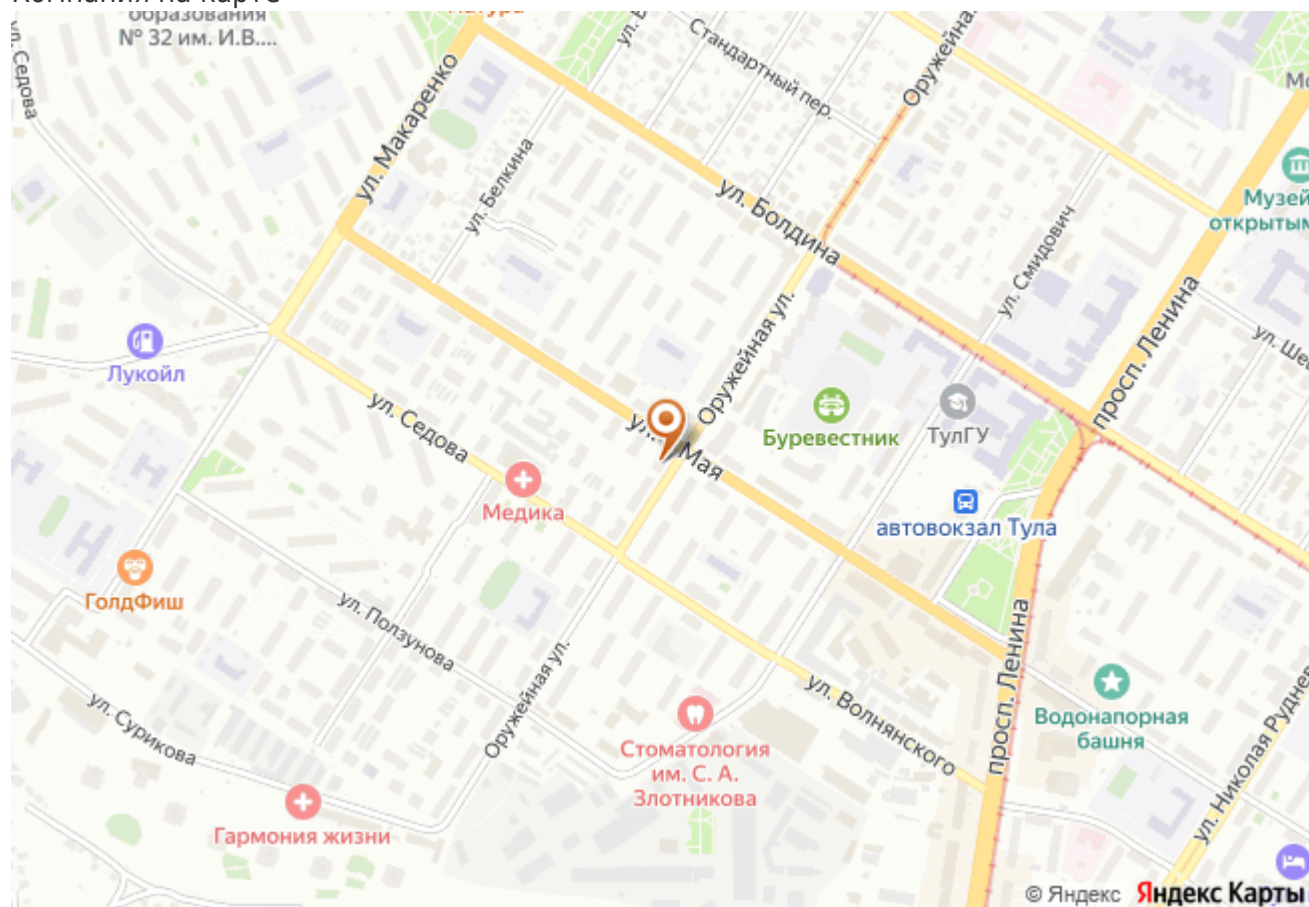 Компания на карте
образования
№ 32 им. И.В....
ул. Седова
ул. Макаренко
Стандартный пер.
Оружейная
ул. Белкина
ул. Болдина
ул. Смидович
Музей
открытым
просп. Ленина
Лукойл
Оружейная ул.
ул. Седова
Мая
Буревестник
ТулГУ
Медика
автовокзал Тула
ГолдФиш
ул. Ползунова
просп. Ленина
ул. Волнянского
Водонапорная
башня
ул. Сурикова
Оружейная ул.
Стоматология
им. С. А.
Злотникова
Гармония жизни
ул. Николая Руднев
© Яндекс Яндекс Карты